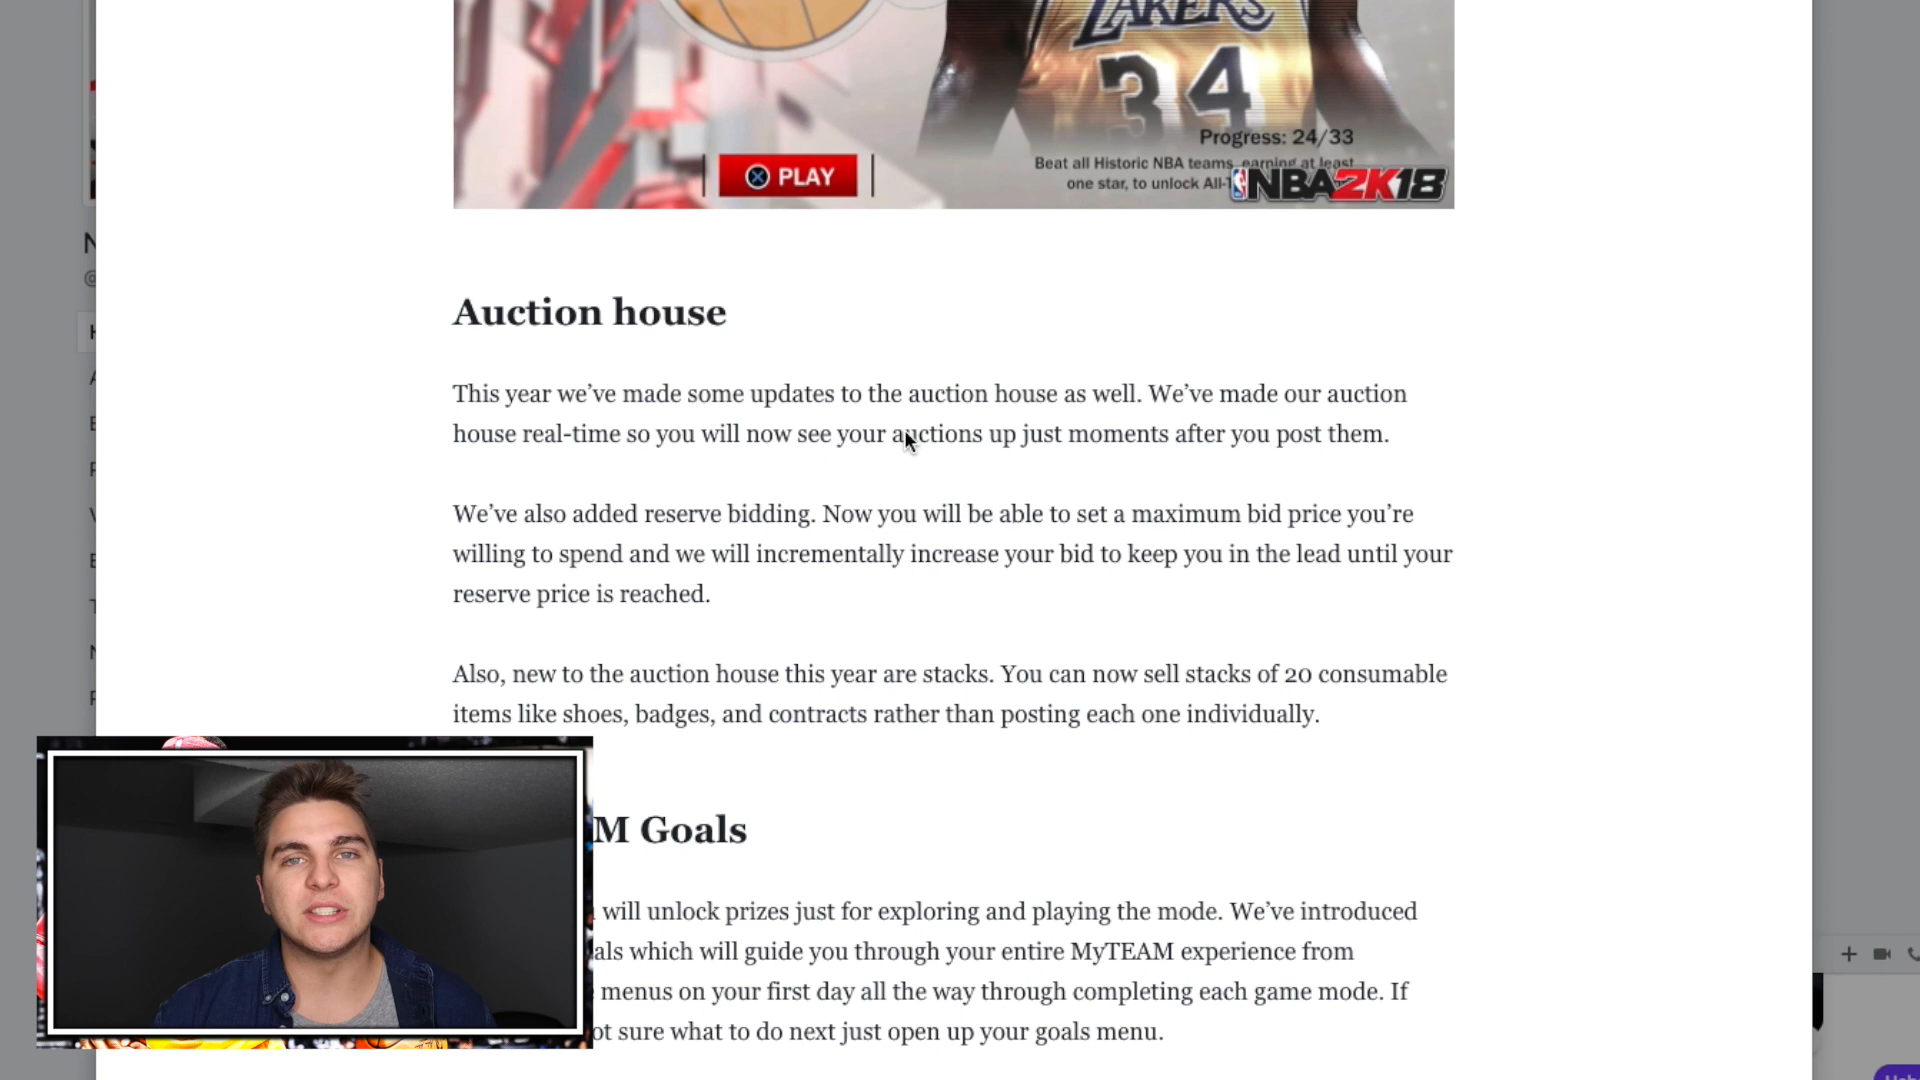 LAKERS
34
Progress: 24/33
PLAY
Beat all Historic NBA teams, earning at least
one star, to unlock All-
NBA2K18
Auction house
This year we’ve made some updates to the auction house as well. We’ve made our auction
house real-time so you will now see your auctions up just moments after you post them.
We’ve also added reserve bidding. Now you will be able to set a maximum bid price you’re
willing to spend and we will incrementally increase your bid to keep you in the lead until your
reserve price is reached.
Also, new to the auction house this year are stacks. You can now sell stacks of 20 consumable
items like shoes, badges, and contracts rather than posting each one individually.
M Goals
will unlock prizes just for exploring and playing the mode. We’ve introduced
als which will guide you through your entire MyTEAM experience from
menus on your first day all the way through completing each game mode. If
ot sure what to do next just open up your goals menu.